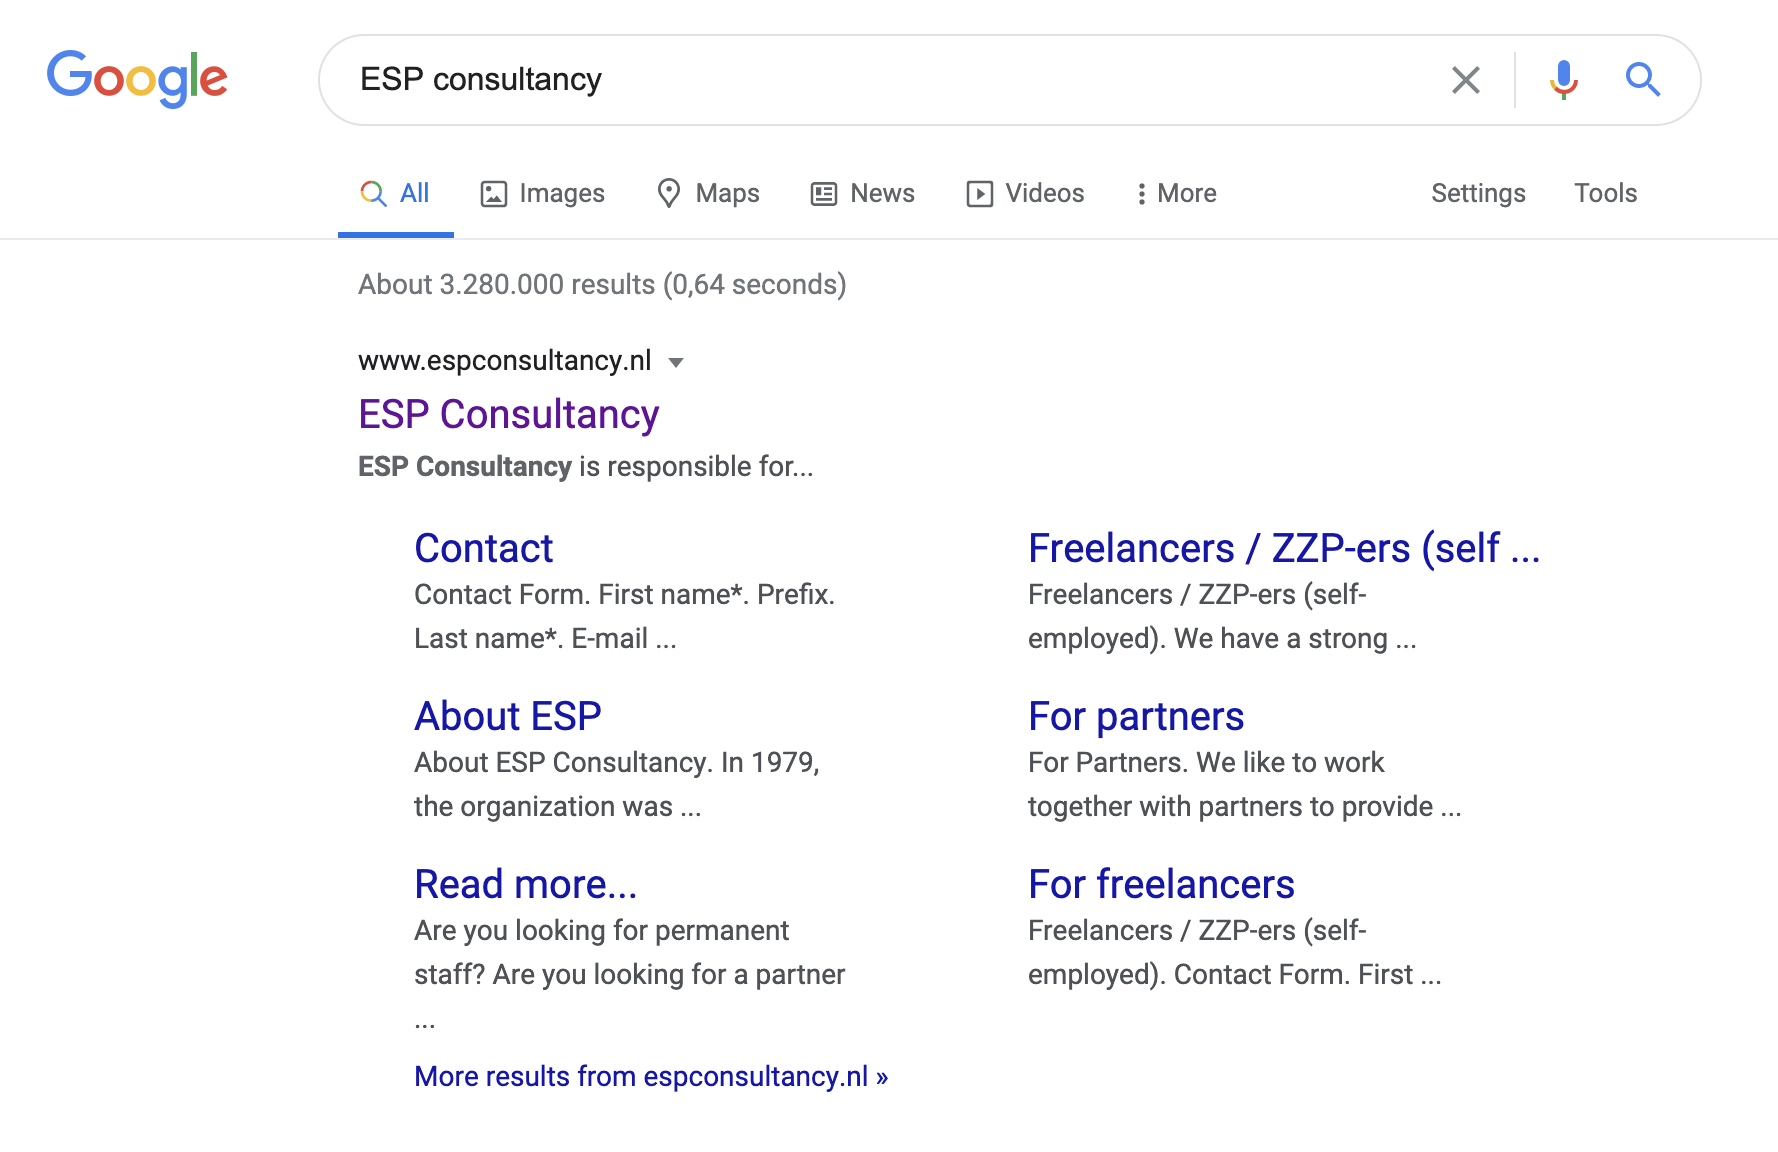 Google
ESP consultancy
All Images Maps News Videos More Settings Tools
About 3.280.000 results (0,64 seconds)
www.espconsultancy.nl
ESP Consultancy
ESP Consultancy is responsible for...
Contact
Contact Form. First name*. Prefix.
Last name*. E-mail ...
Freelancers / ZZP-ers (self ...
Freelancers / ZZP-ers (self-
employed). We have a strong ...
About ESP
About ESP Consultancy. In 1979,
the organization was ...
For partners
For Partners. We like to work
together with partners to provide ...
Read more...
Are you looking for permanent
staff? Are you looking for a partner
...
For freelancers
Freelancers / ZZP-ers (self-
employed). Contact Form. First ...
More results from espconsultancy.nl »